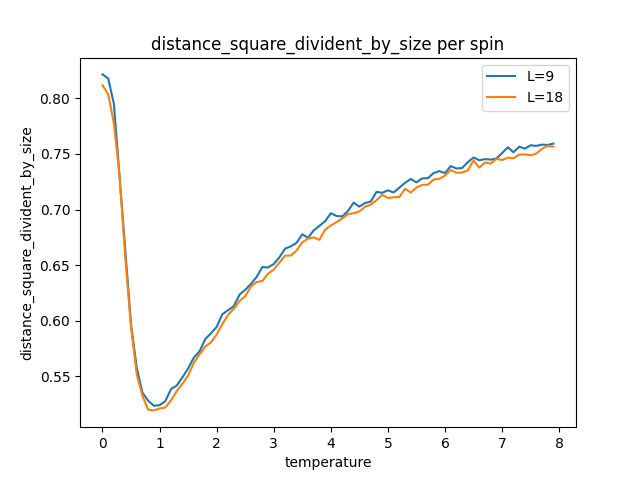 distance_square_divident_by_size per spin
L=9
L=18
distance_square_divident_by_size
0.80
0.75
0.70
0.65
0.60
0.55
0 1 2 3 4 5 6 7 8
temperature